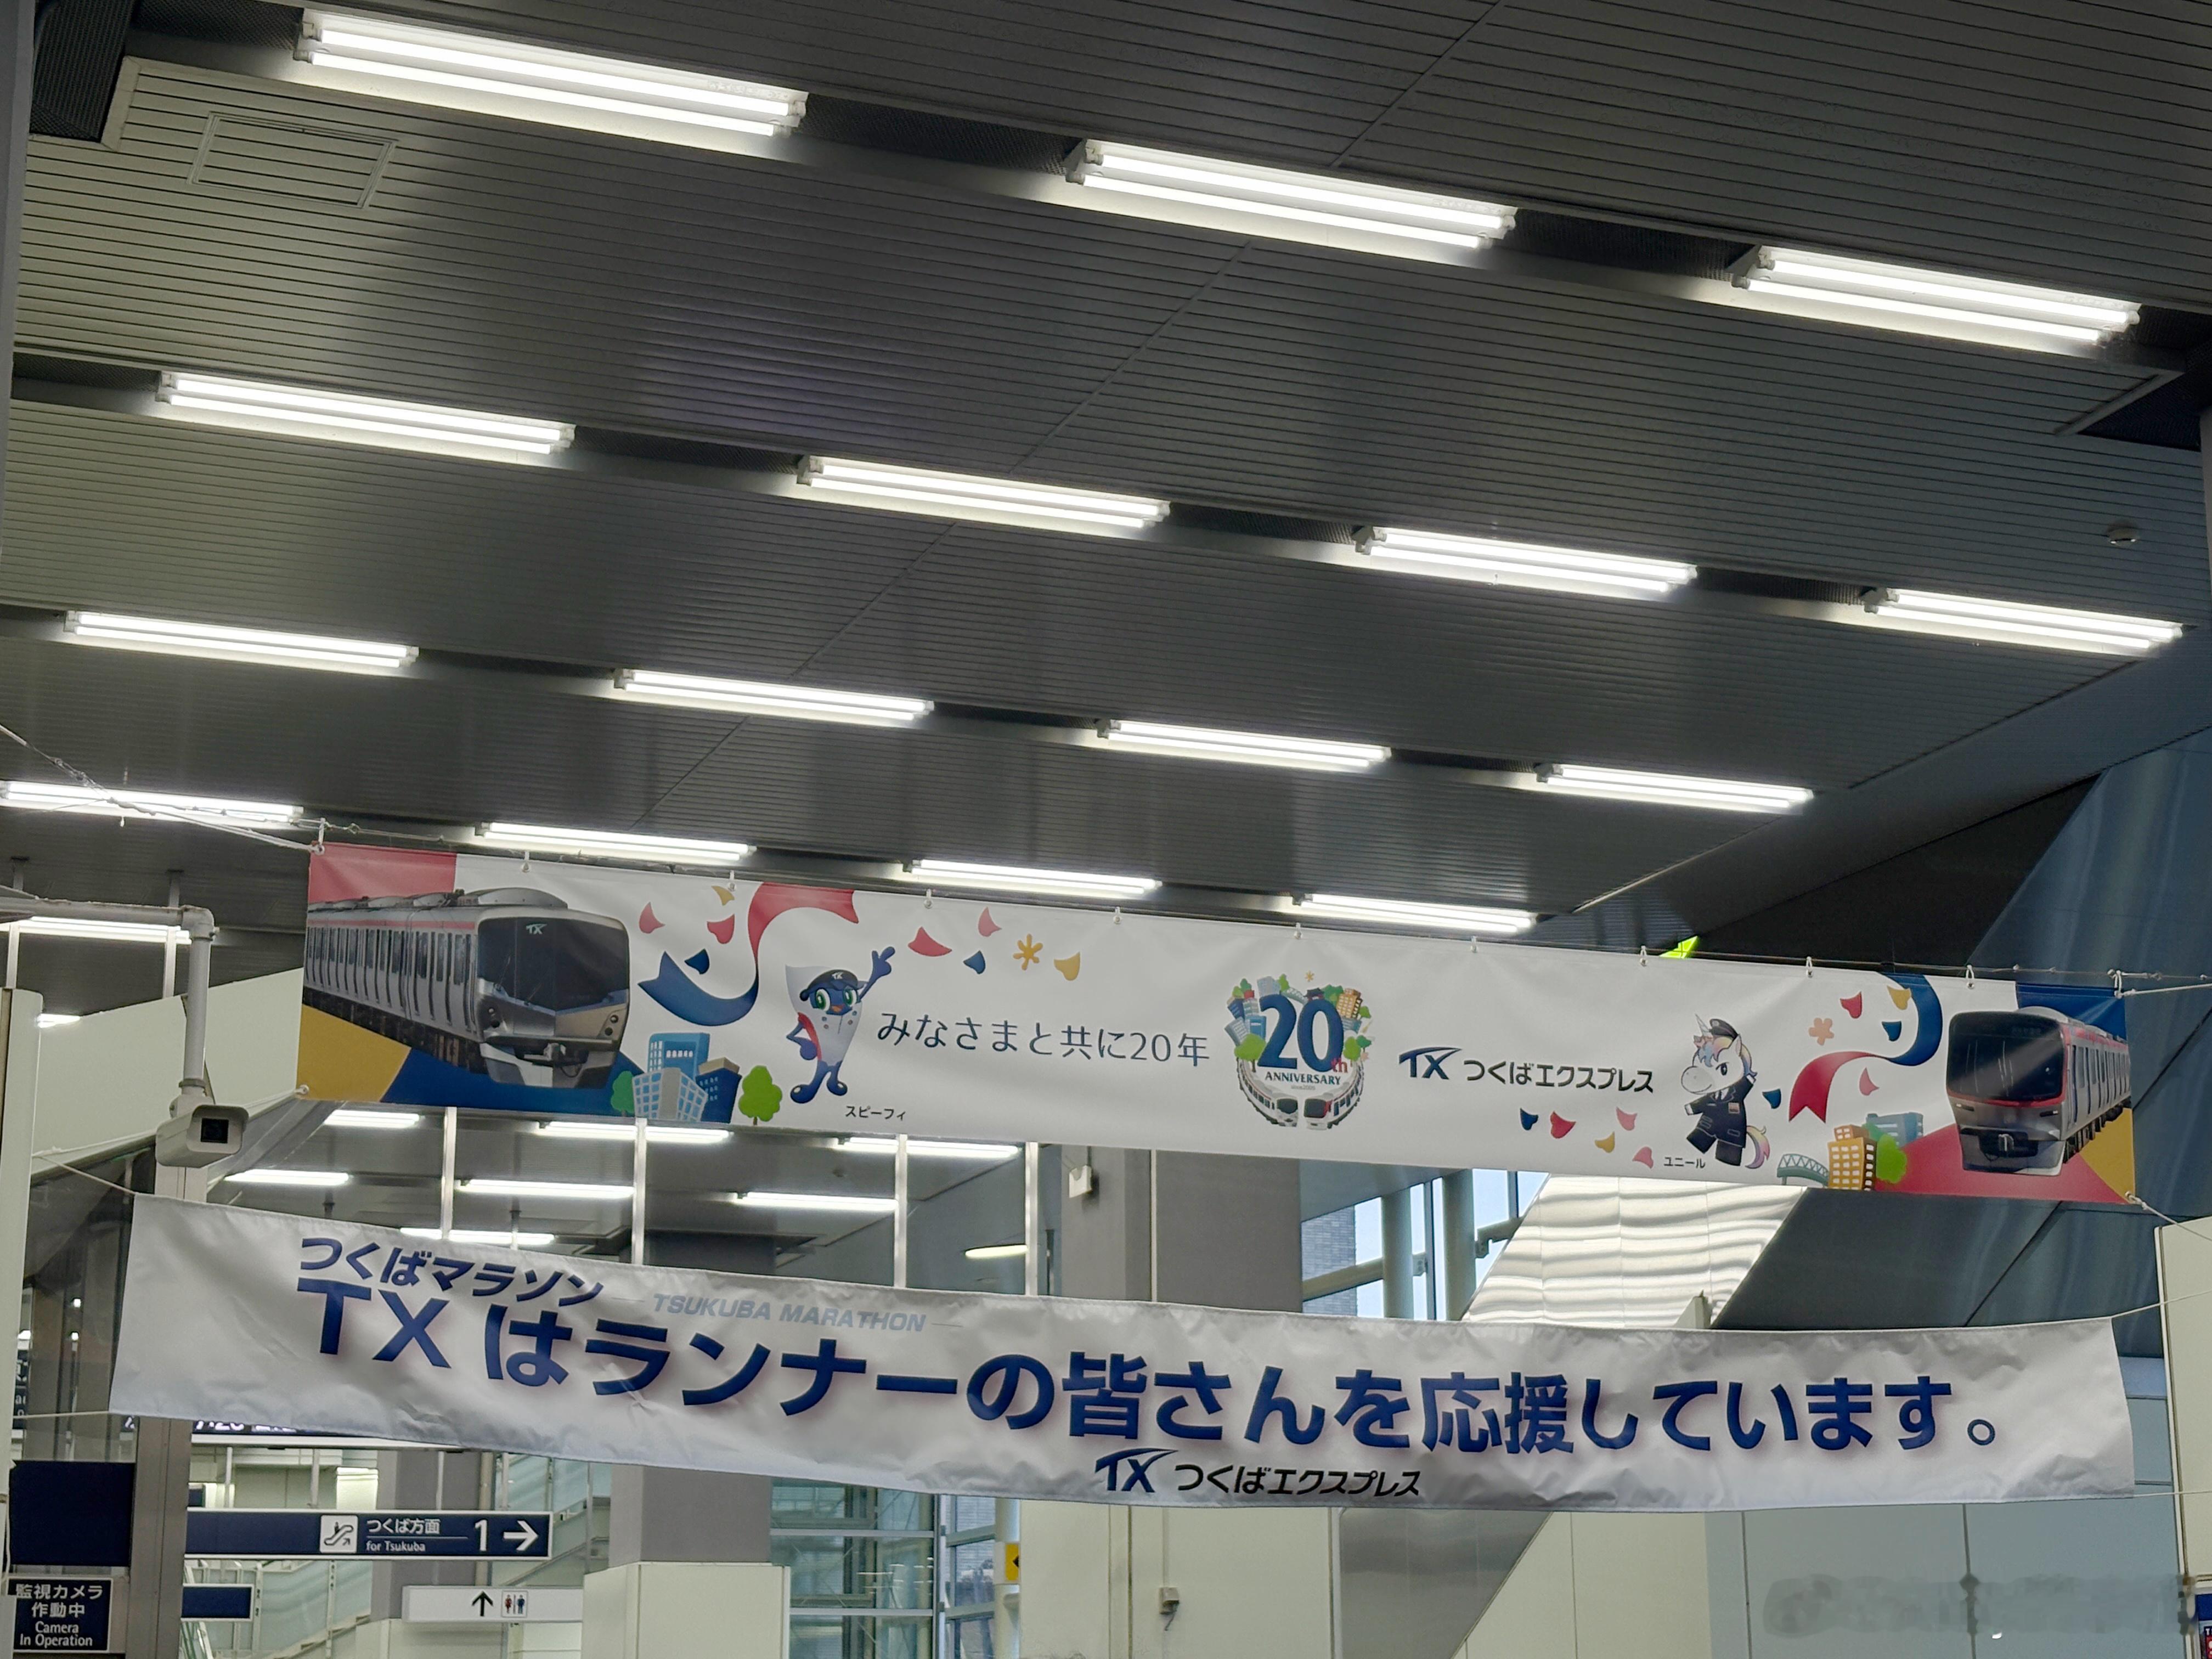 TX
みなさまと共に20年
スピーフィ
20th
ANNIVERSARY
TX つくばエクスプレス
ユニール
つくばマラソン
TSUKUBA MARATHON
TXはランナーの皆さんを応援しています。
TX つくばエクスプレス
つくば方面
for Tsukuba
1
監視カメラ
作動中
Camera
In Operation